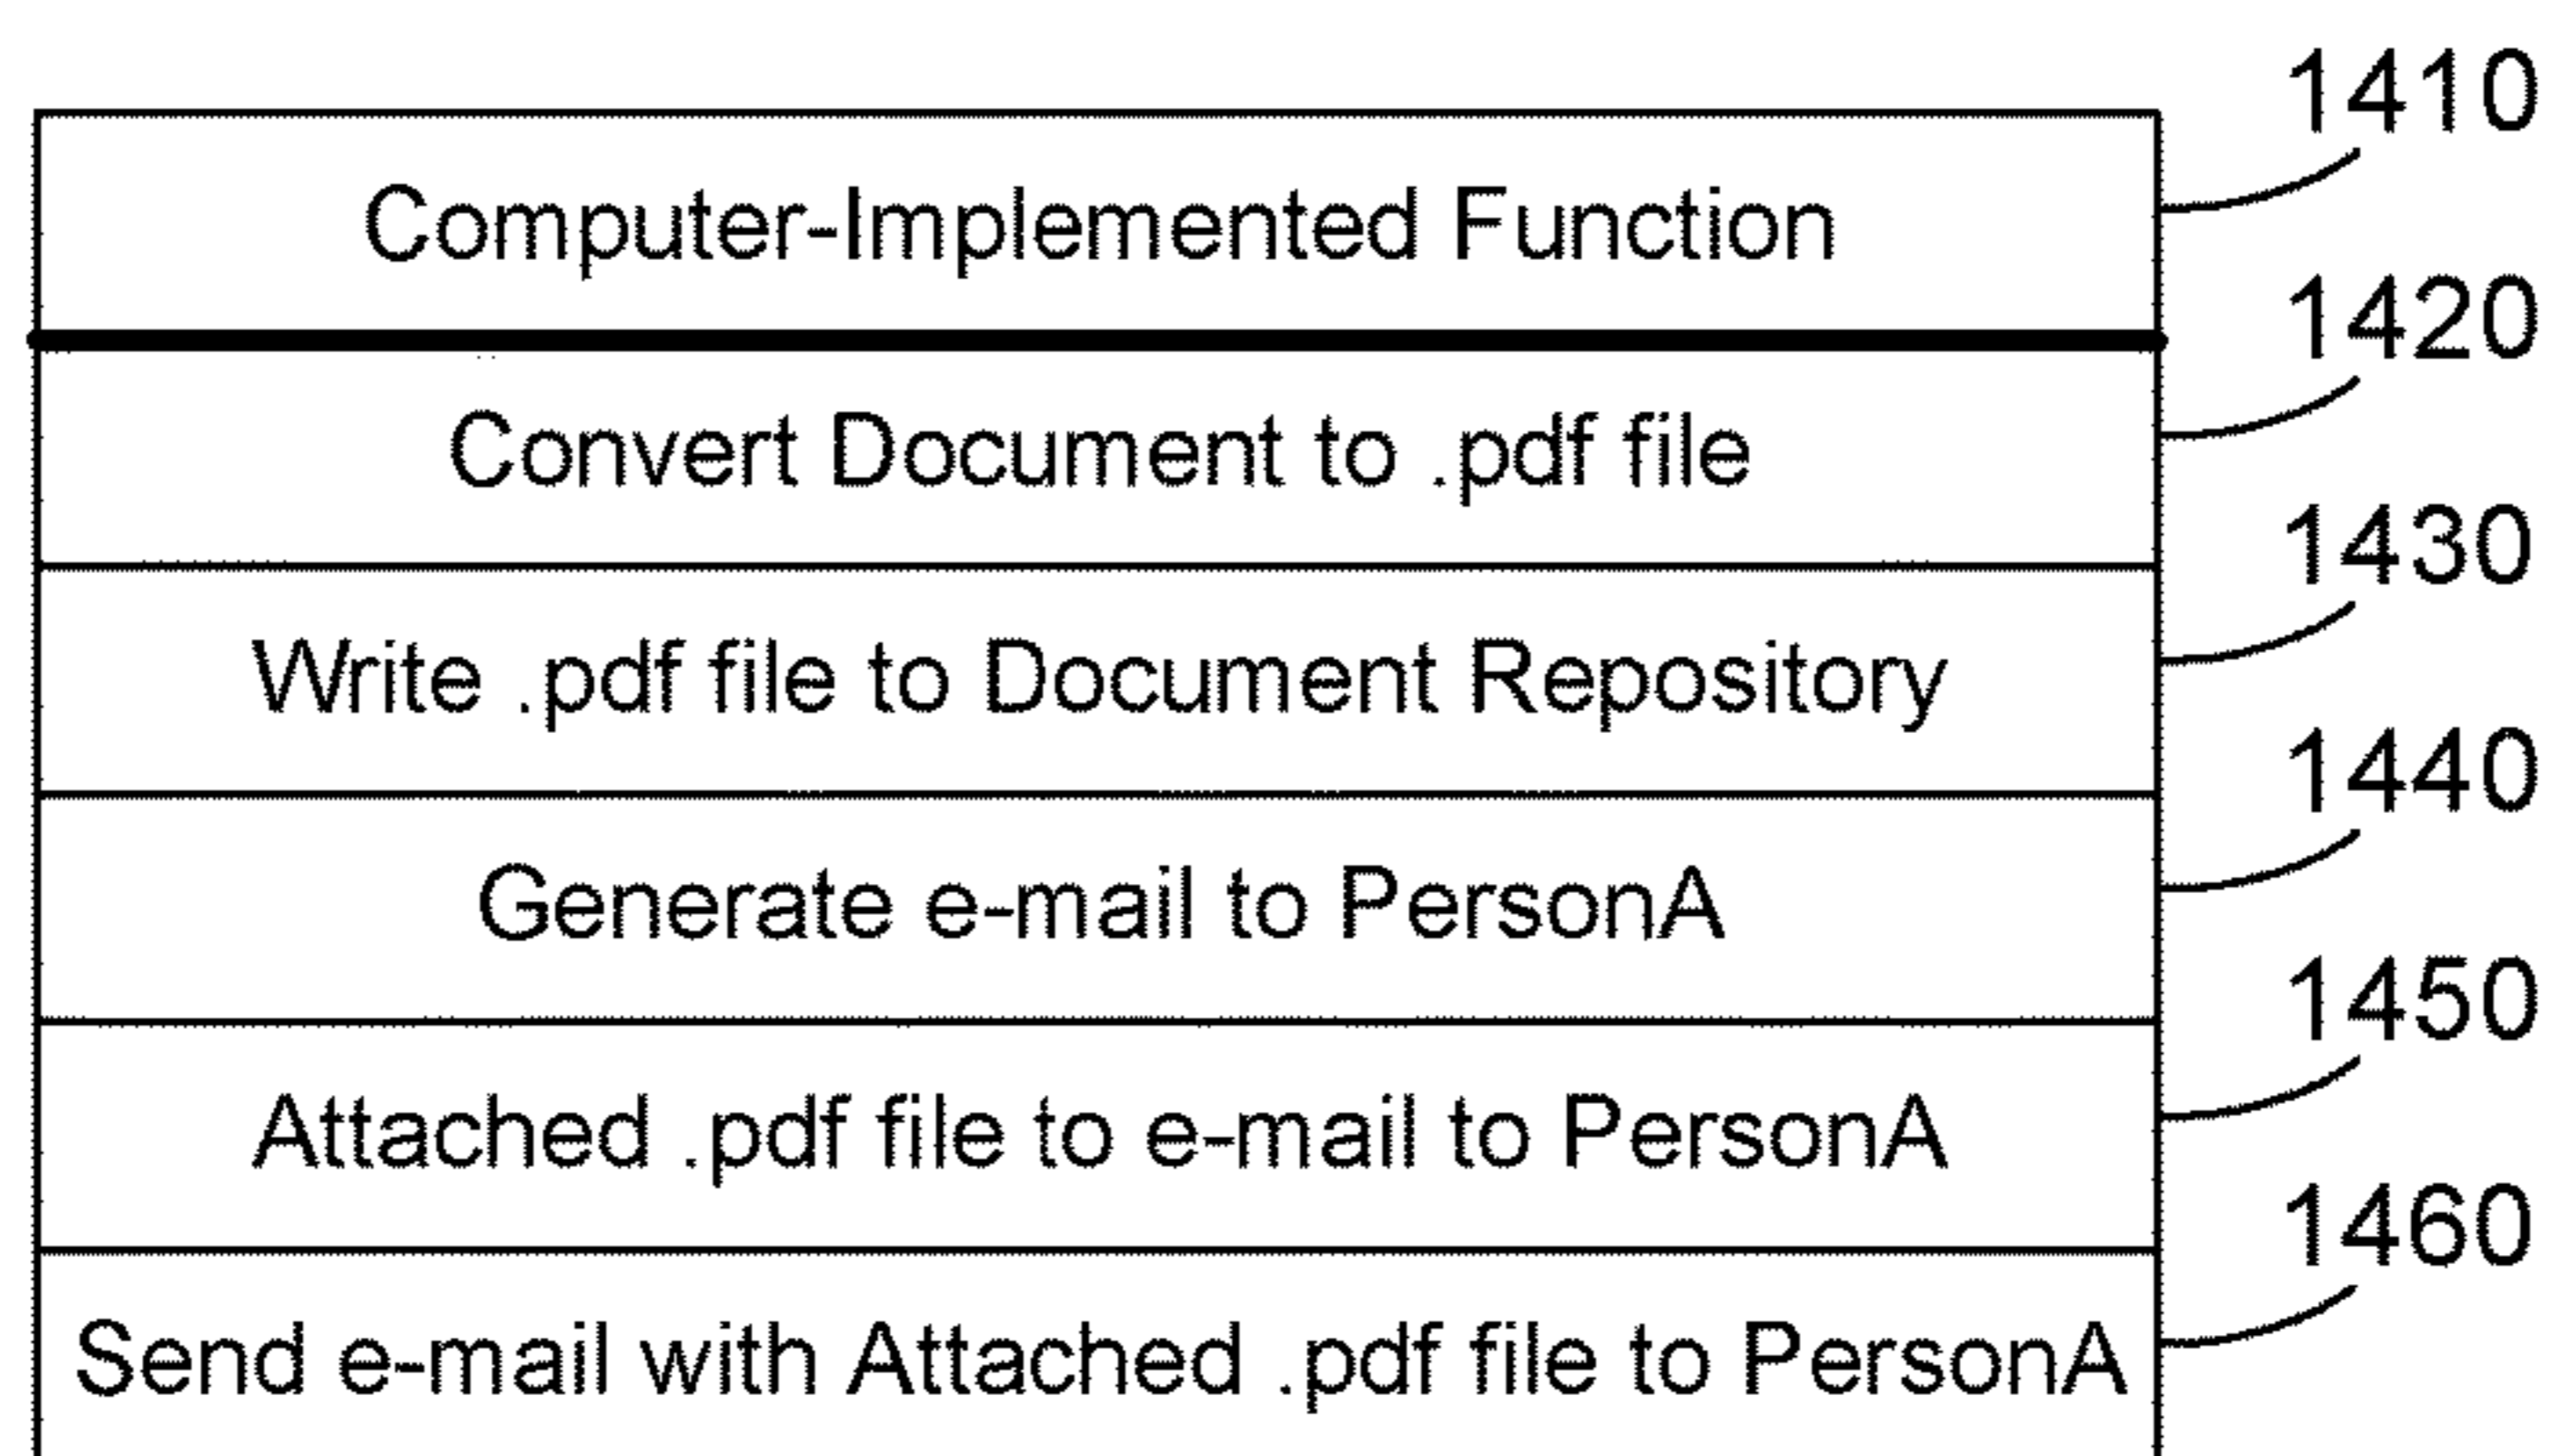 1410
Computer-Implemented Function
1420
Convert Document to .pdf file
1430
Write .pdf file to Document Repository
1440
Generate e-mail to PersonA
1450
Attached .pdf file to e-mail to PersonA
1460
Send e-mail with Attached .pdf file to PersonA